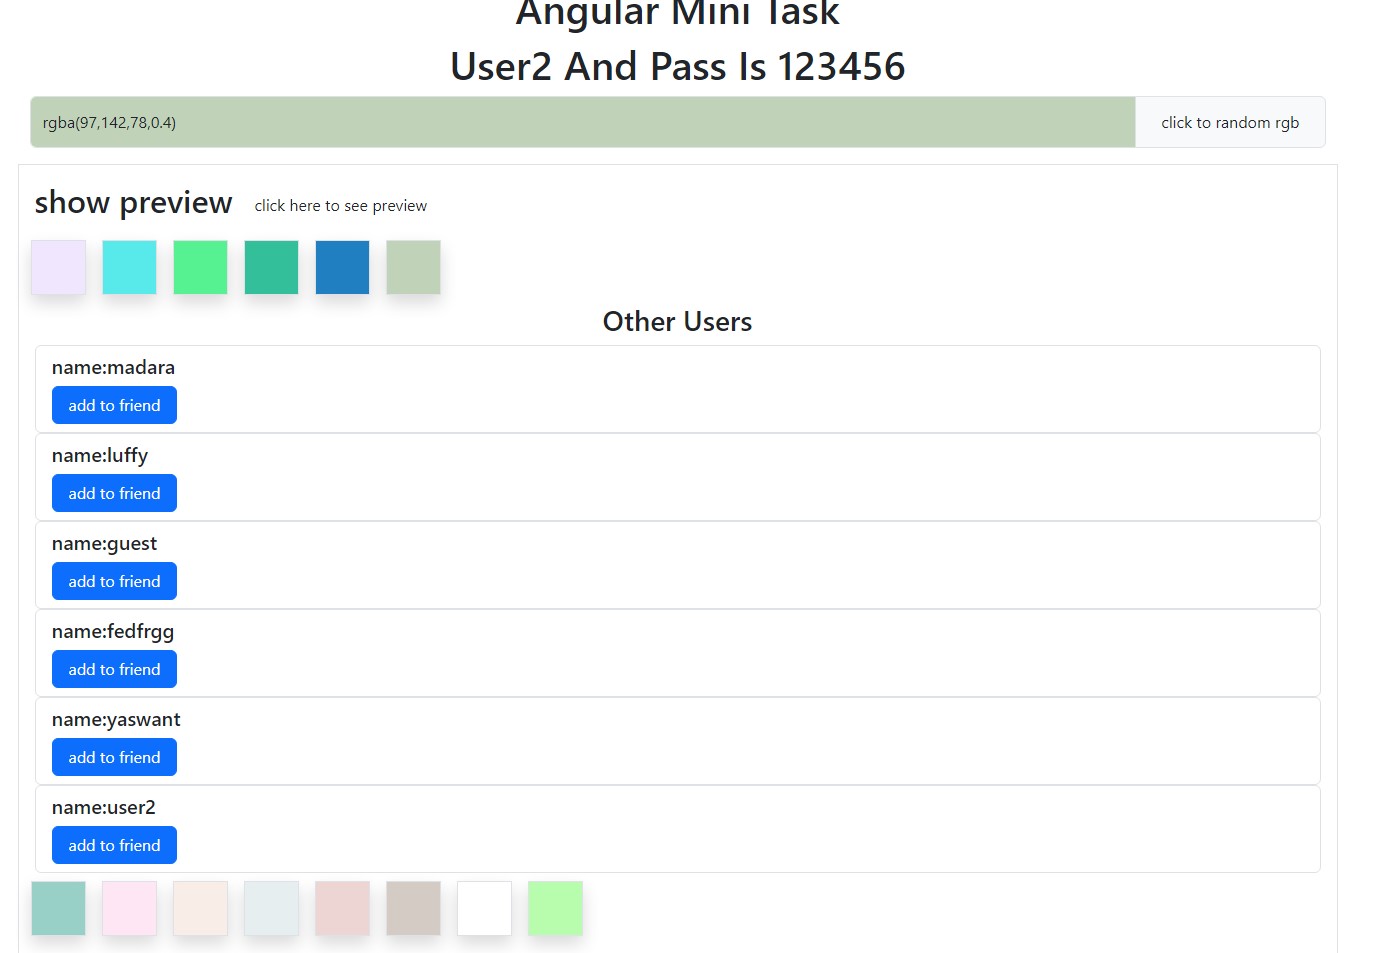 Angular Mini Task
User2 And Pass Is 123456
rgba(97,142,78,0.4)
click to random rgb
show preview
click here to see preview
Other Users
name:madara
add to friend
name:luffy
add to friend
name:guest
add to friend
name:fedfrgg
add to friend
name:yaswant
add to friend
name:user2
add to friend